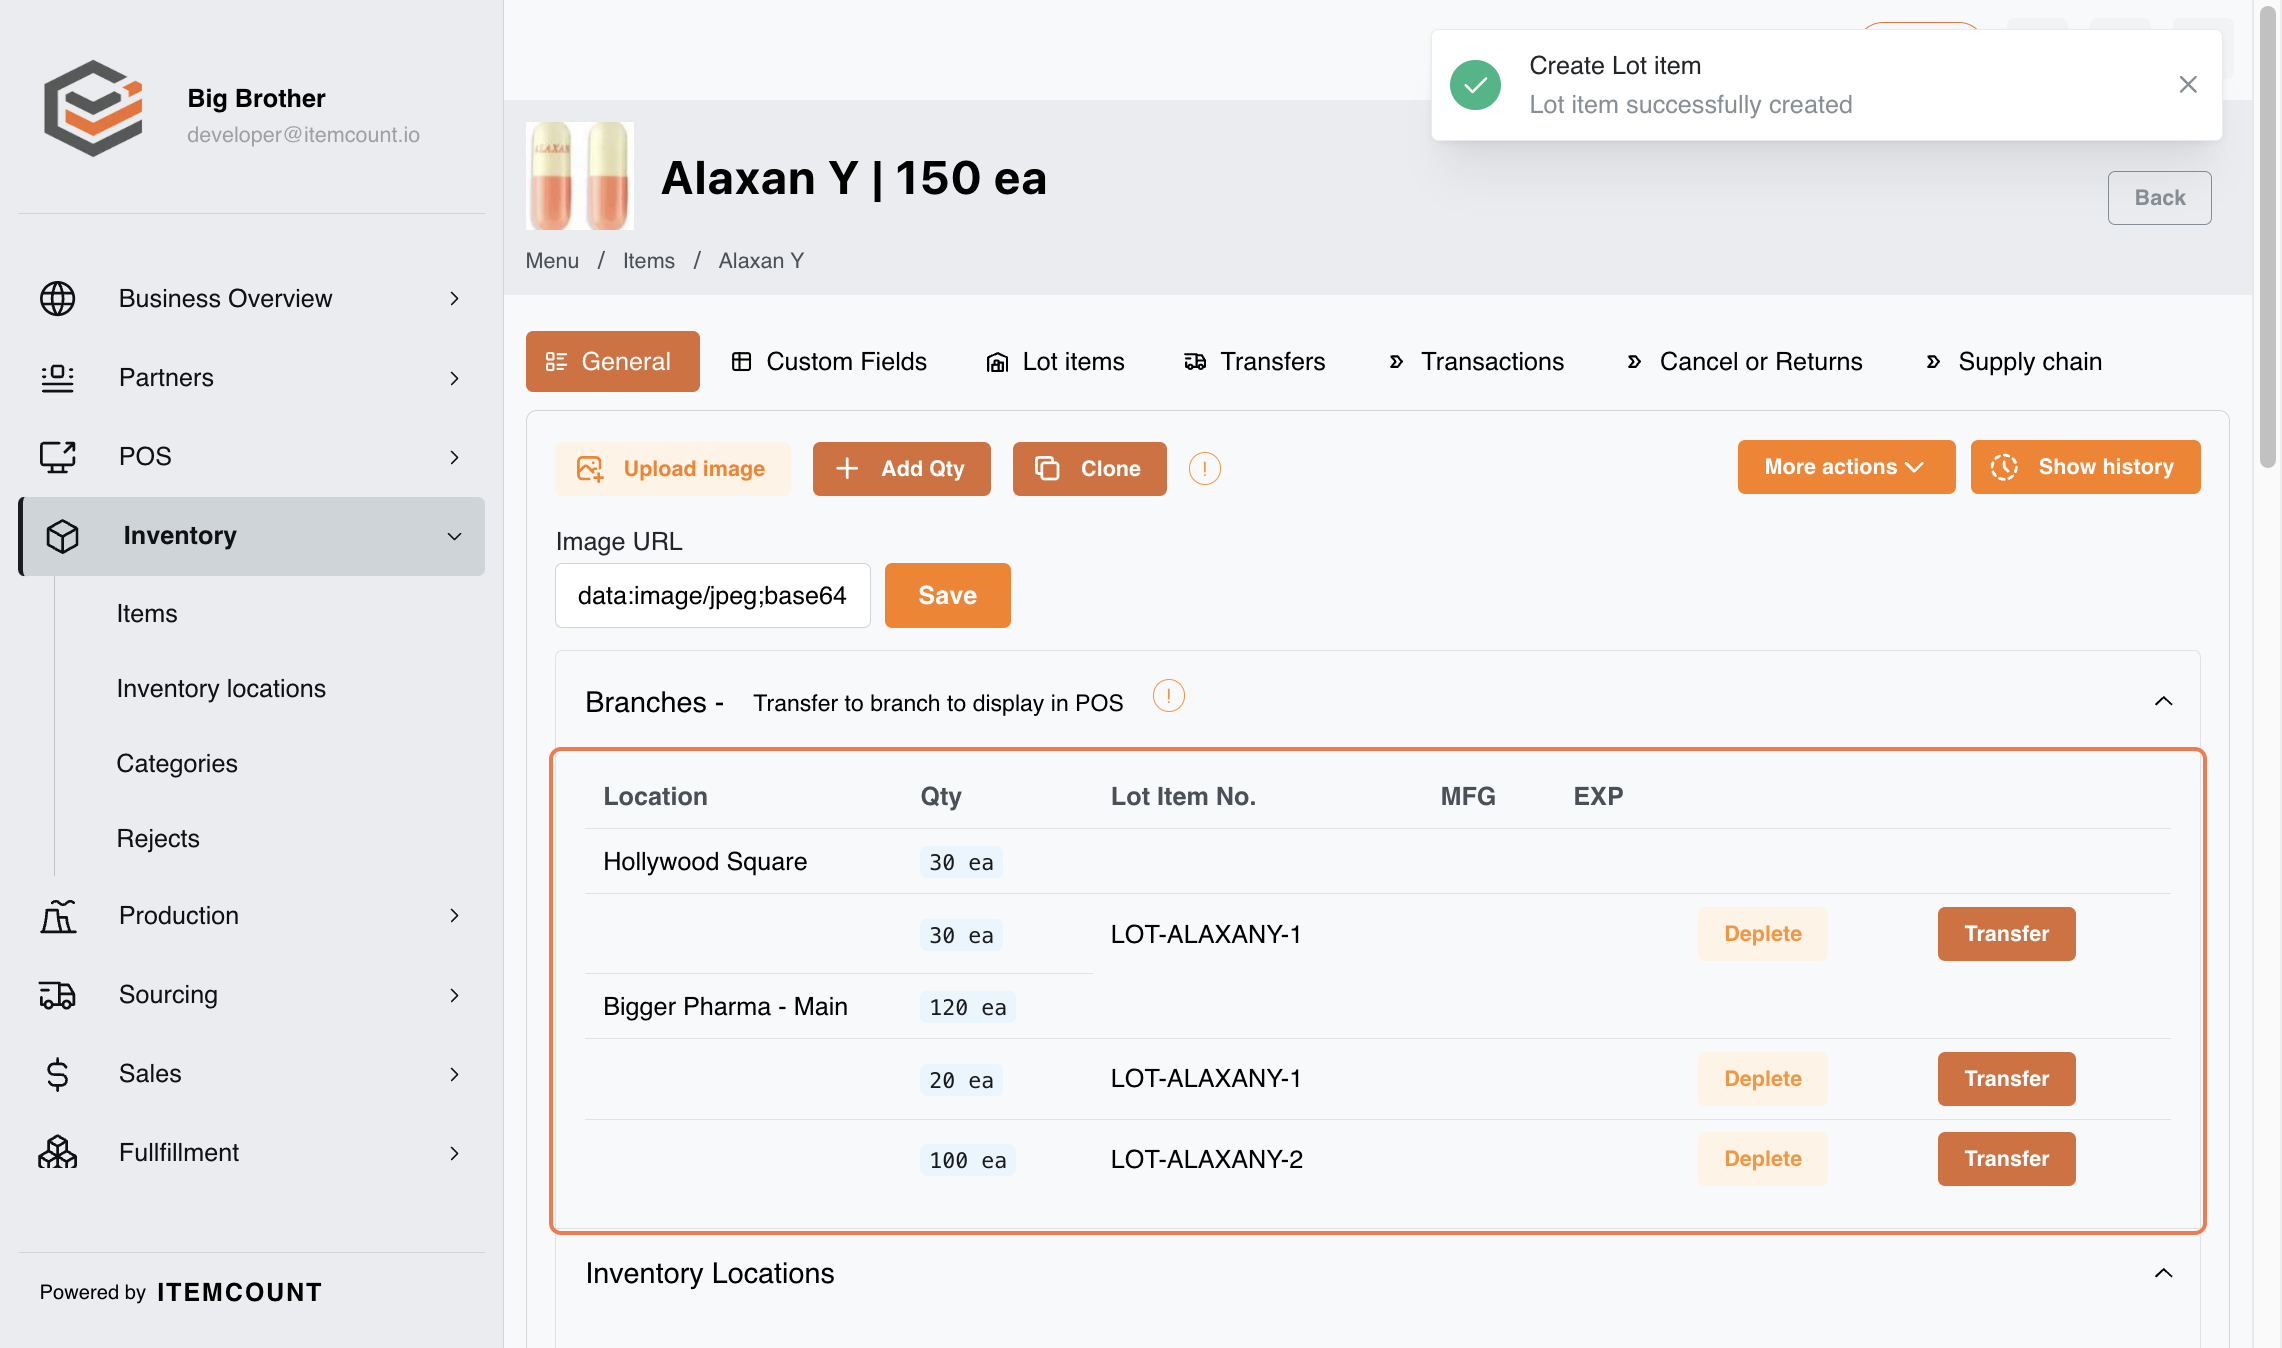 Big Brother
developer@itemcount.io
Business Overview
Partners
POS
Inventory
Items
Inventory locations
Categories
Rejects
Production
Sourcing
Sales
Fullfillment
Powered by ITEMCOUNT
Create Lot item
Lot item successfully created
ALAXAN
Alaxan Y | 150 ea
Back
Menu / Items / Alaxan Y
General Custom Fields Lot items Transfers Transactions Cancel or Returns Supply chain
Upload image Add Qty Clone ! More actions Show history
Image URL
data:image/jpeg;base64 Save
Branches - Transfer to branch to display in POS !
Location Qty Lot Item No. MFG EXP
Hollywood Square 30 ea
30 ea LOT-ALAXANY-1 Deplete Transfer
Bigger Pharma - Main 120 ea
20 ea LOT-ALAXANY-1 Deplete Transfer
100 ea LOT-ALAXANY-2 Deplete Transfer
Inventory Locations